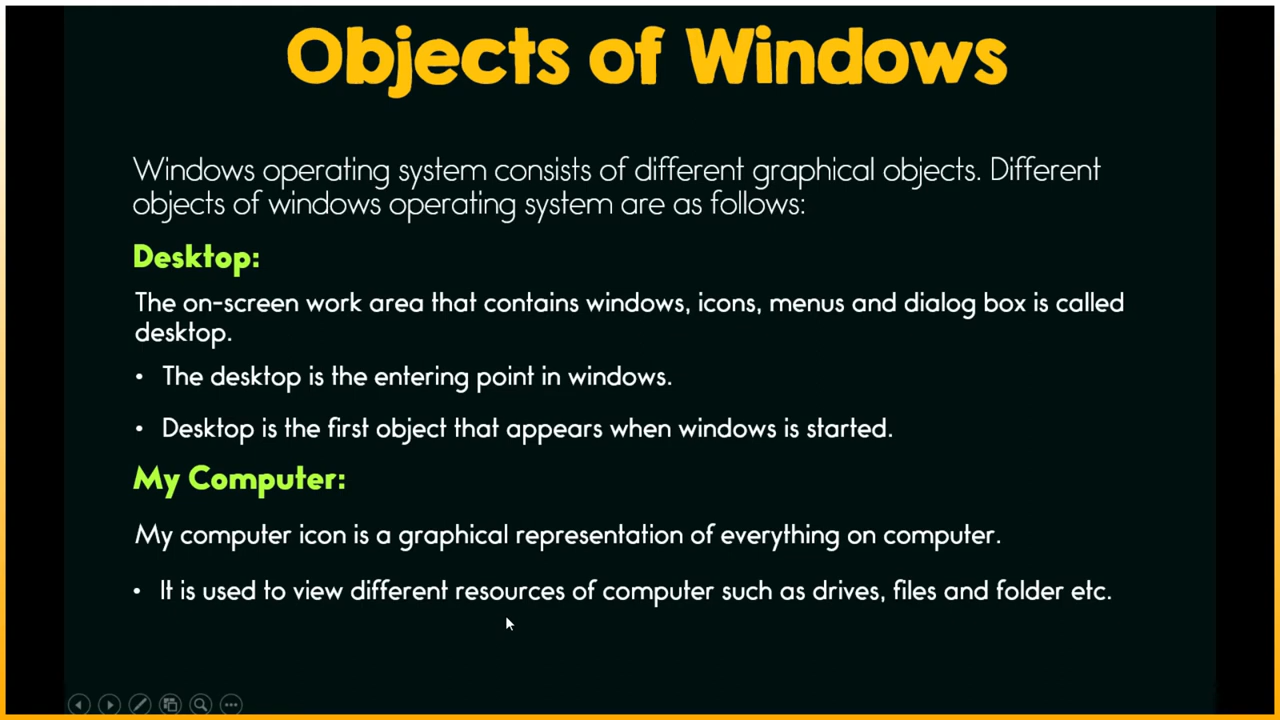 Objects of Windows
Windows operating system consists of different graphical objects. Different
objects of windows operating system are as follows:
Desktop:
The on-screen work area that contains windows, icons, menus and dialog box is called
desktop.
• The desktop is the entering point in windows.
• Desktop is the first object that appears when windows is started.
My Computer:
My computer icon is a graphical representation of everything on computer.
• It is used to view different resources of computer such as drives, files and folder etc.